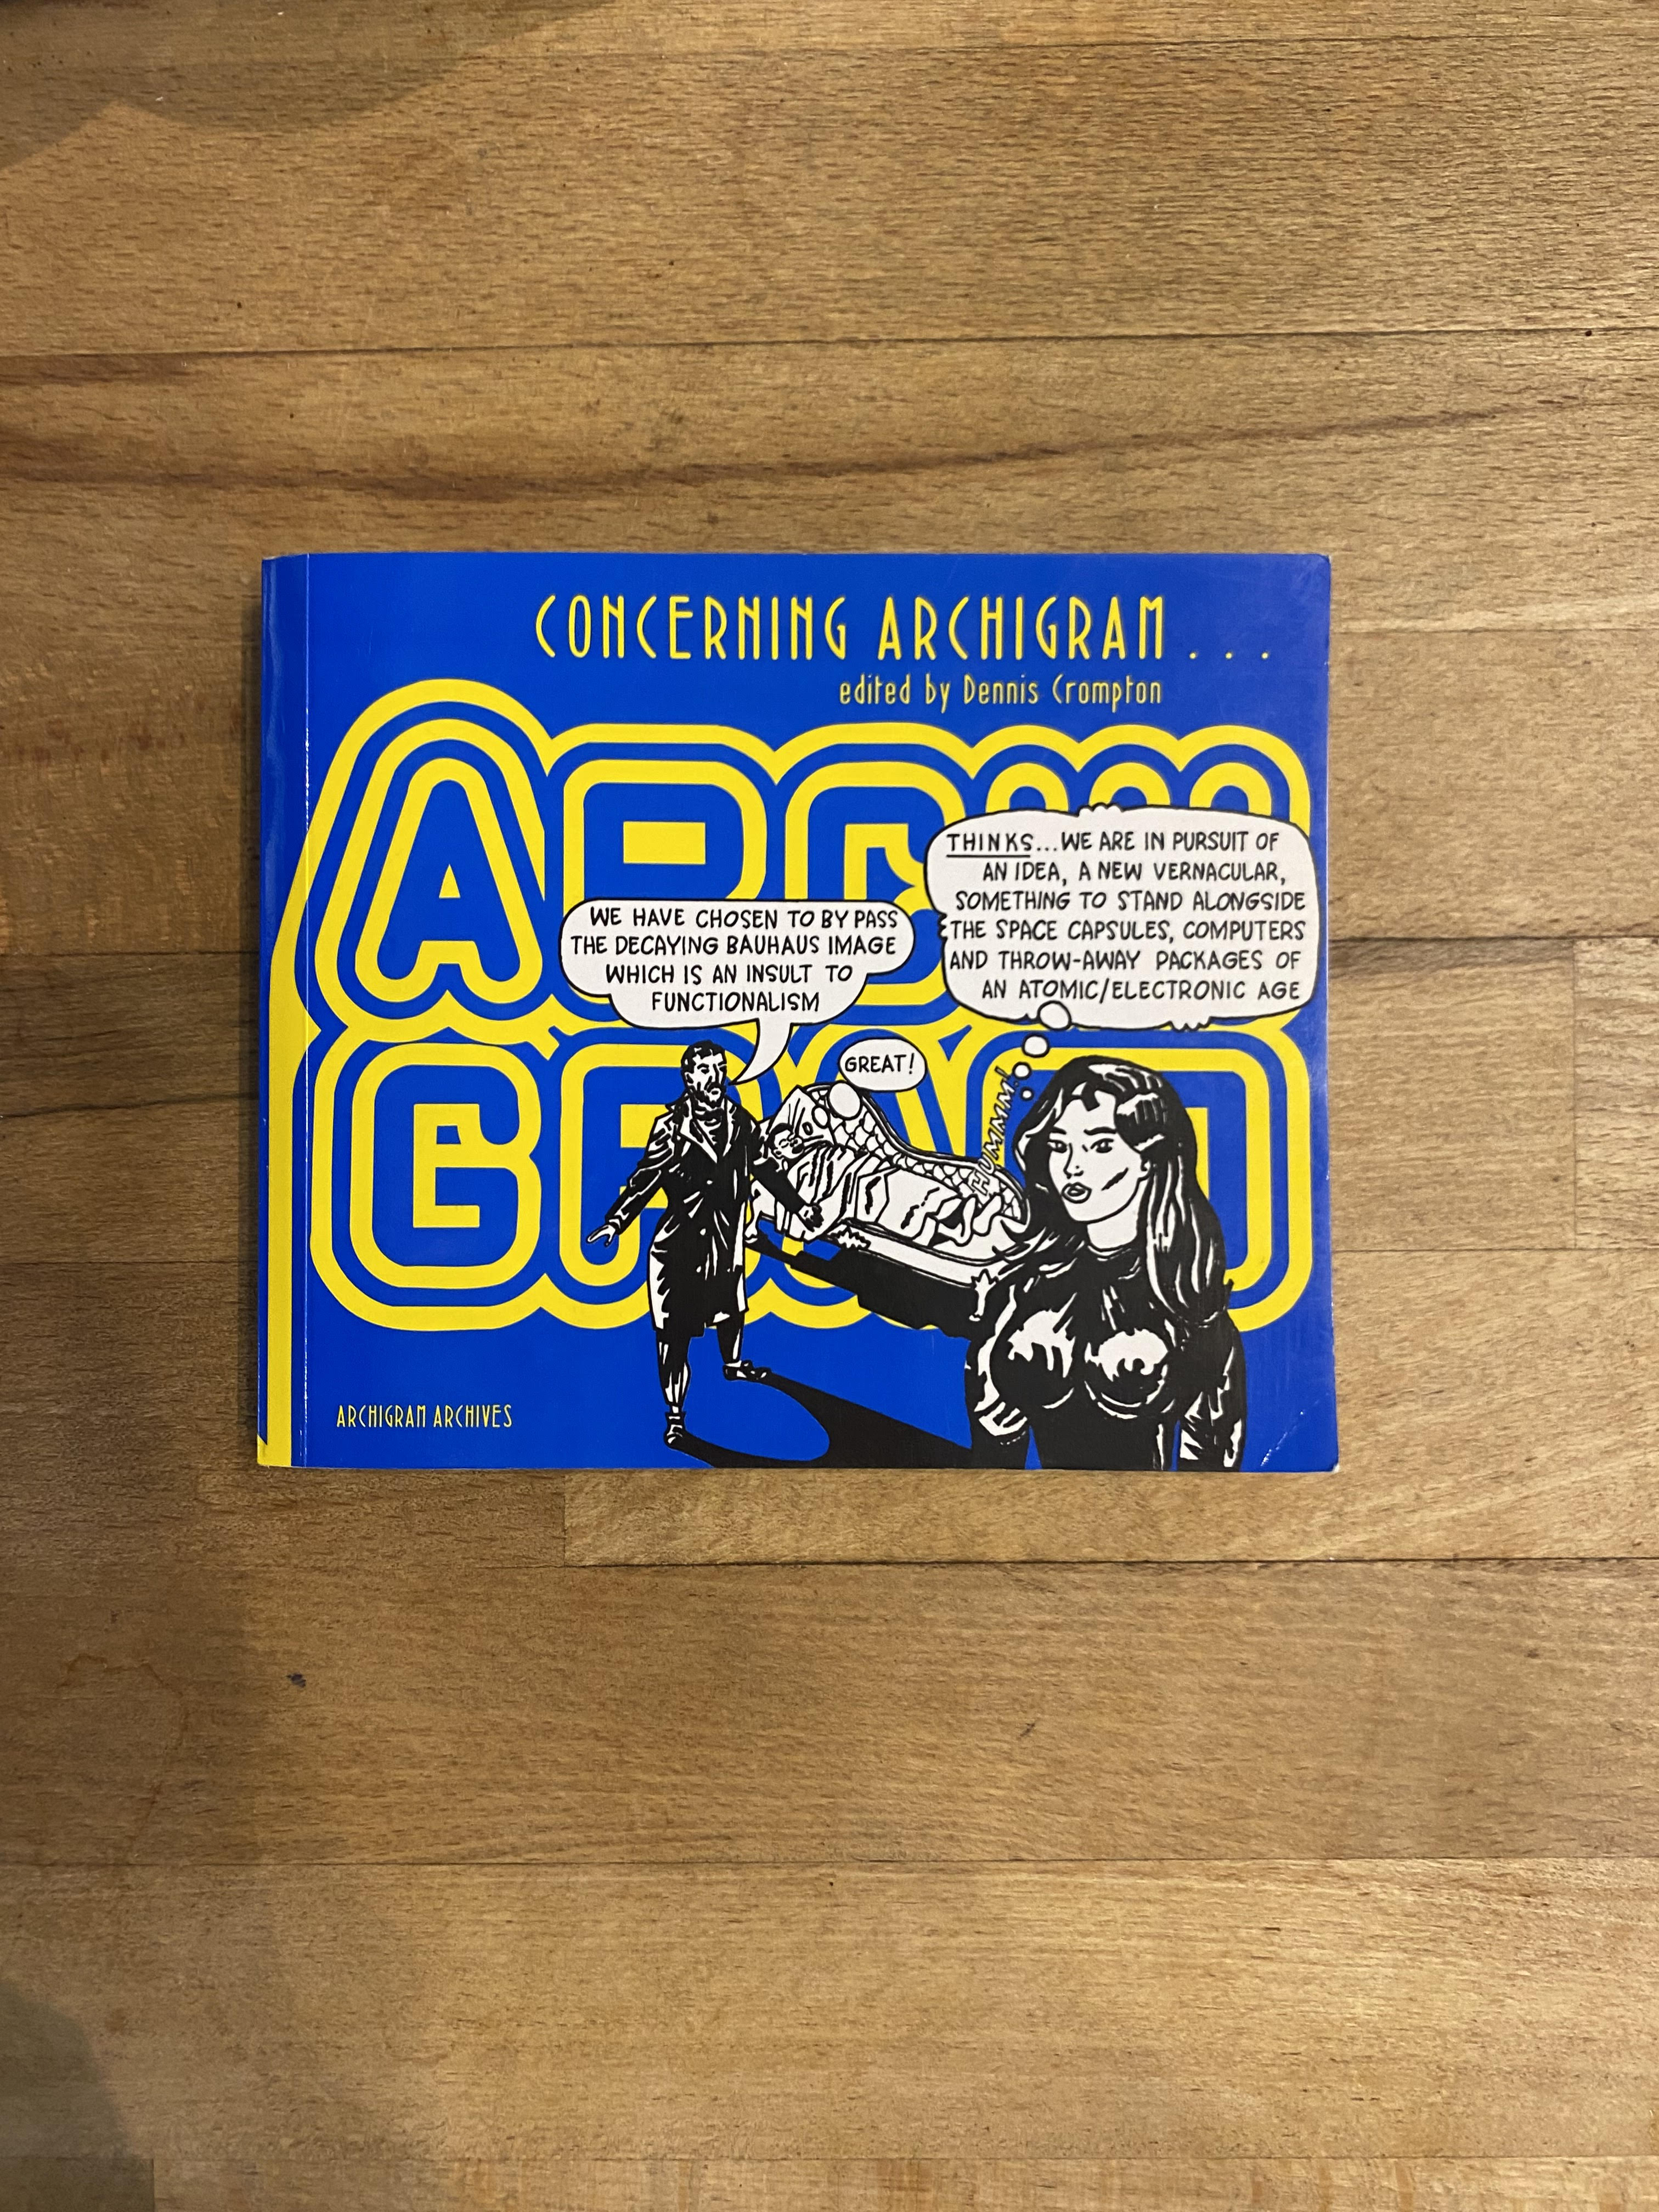 CONCERNING ARCHIGRAM . . .
edited by Dennis Crompton
ARCHI
GRAM
THINKS...WE ARE IN PURSUIT OF
AN IDEA, A NEW VERNACULAR,
SOMETHING TO STAND ALONGSIDE
THE SPACE CAPSULES, COMPUTERS
AND THROW-AWAY PACKAGES OF
AN ATOMIC/ELECTRONIC AGE
WE HAVE CHOSEN TO BY PASS
THE DECAYING BAUHAUS IMAGE
WHICH IS AN INSULT TO
FUNCTIONALISM
GREAT!
HUMMM!
ARCHIGRAM ARCHIVES